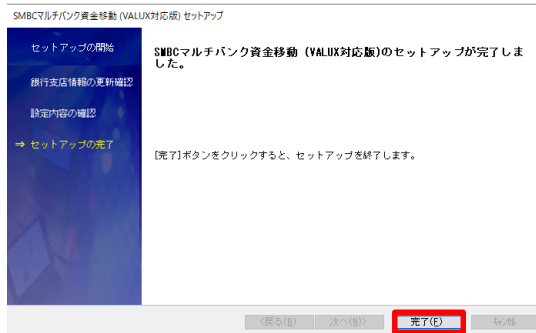 SMBCマルチバンク資金移動 (VALUX対応版) セットアップ
セットアップの開始
銀行支店情報の更新確認
設定内容の確認
⇒ セットアップの完了
SMBCマルチバンク資金移動 (VALUX対応版)のセットアップが完了しま
した。
[完了]ボタンをクリックすると、セットアップを終了します。
<戻る(B) 次へ(N)> 完了(F) キャンセル